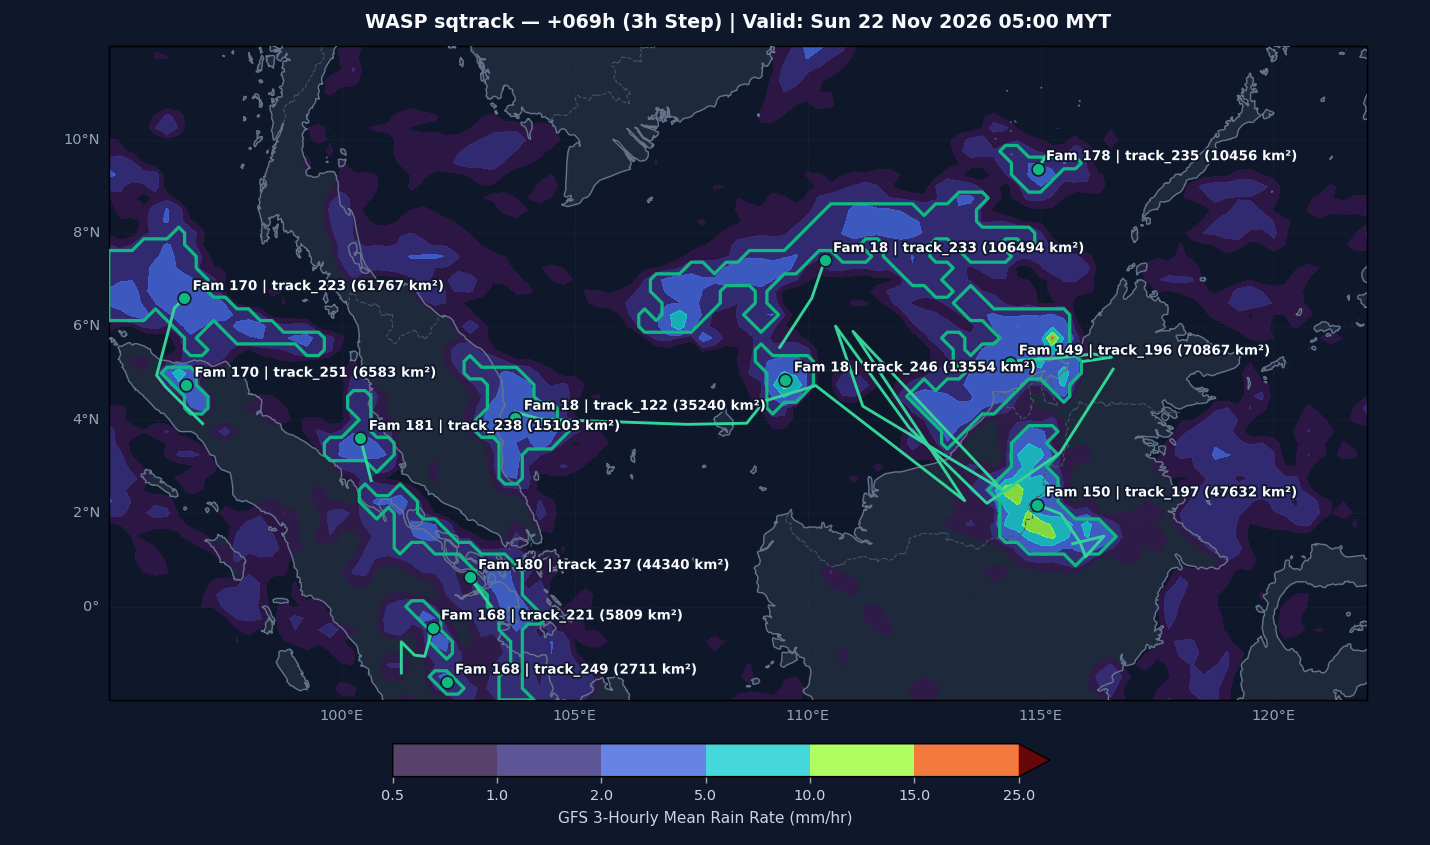 WASP sqtrack — +069h (3h Step) | Valid: Sun 22 Nov 2026 05:00 MYT
10°N
8°N
6°N
4°N
2°N
0°
Fam 178 | track_235 (10456 km²)
Fam 18 | track_233 (106494 km²)
Fam 170 | track_223 (61767 km²)
Fam 149 | track_196 (70867 km²)
Fam 18 | track_246 (13554 km²)
Fam 170 | track_251 (6583 km²)
Fam 18 | track_122 (35240 km²)
Fam 181 | track_238 (15103 km²)
Fam 150 | track_197 (47632 km²)
Fam 180 | track_237 (44340 km²)
Fam 168 | track_221 (5809 km²)
Fam 168 | track_249 (2711 km²)
100°E 105°E 110°E 115°E 120°E
0.5 1.0 2.0 5.0 10.0 15.0 25.0
GFS 3-Hourly Mean Rain Rate (mm/hr)